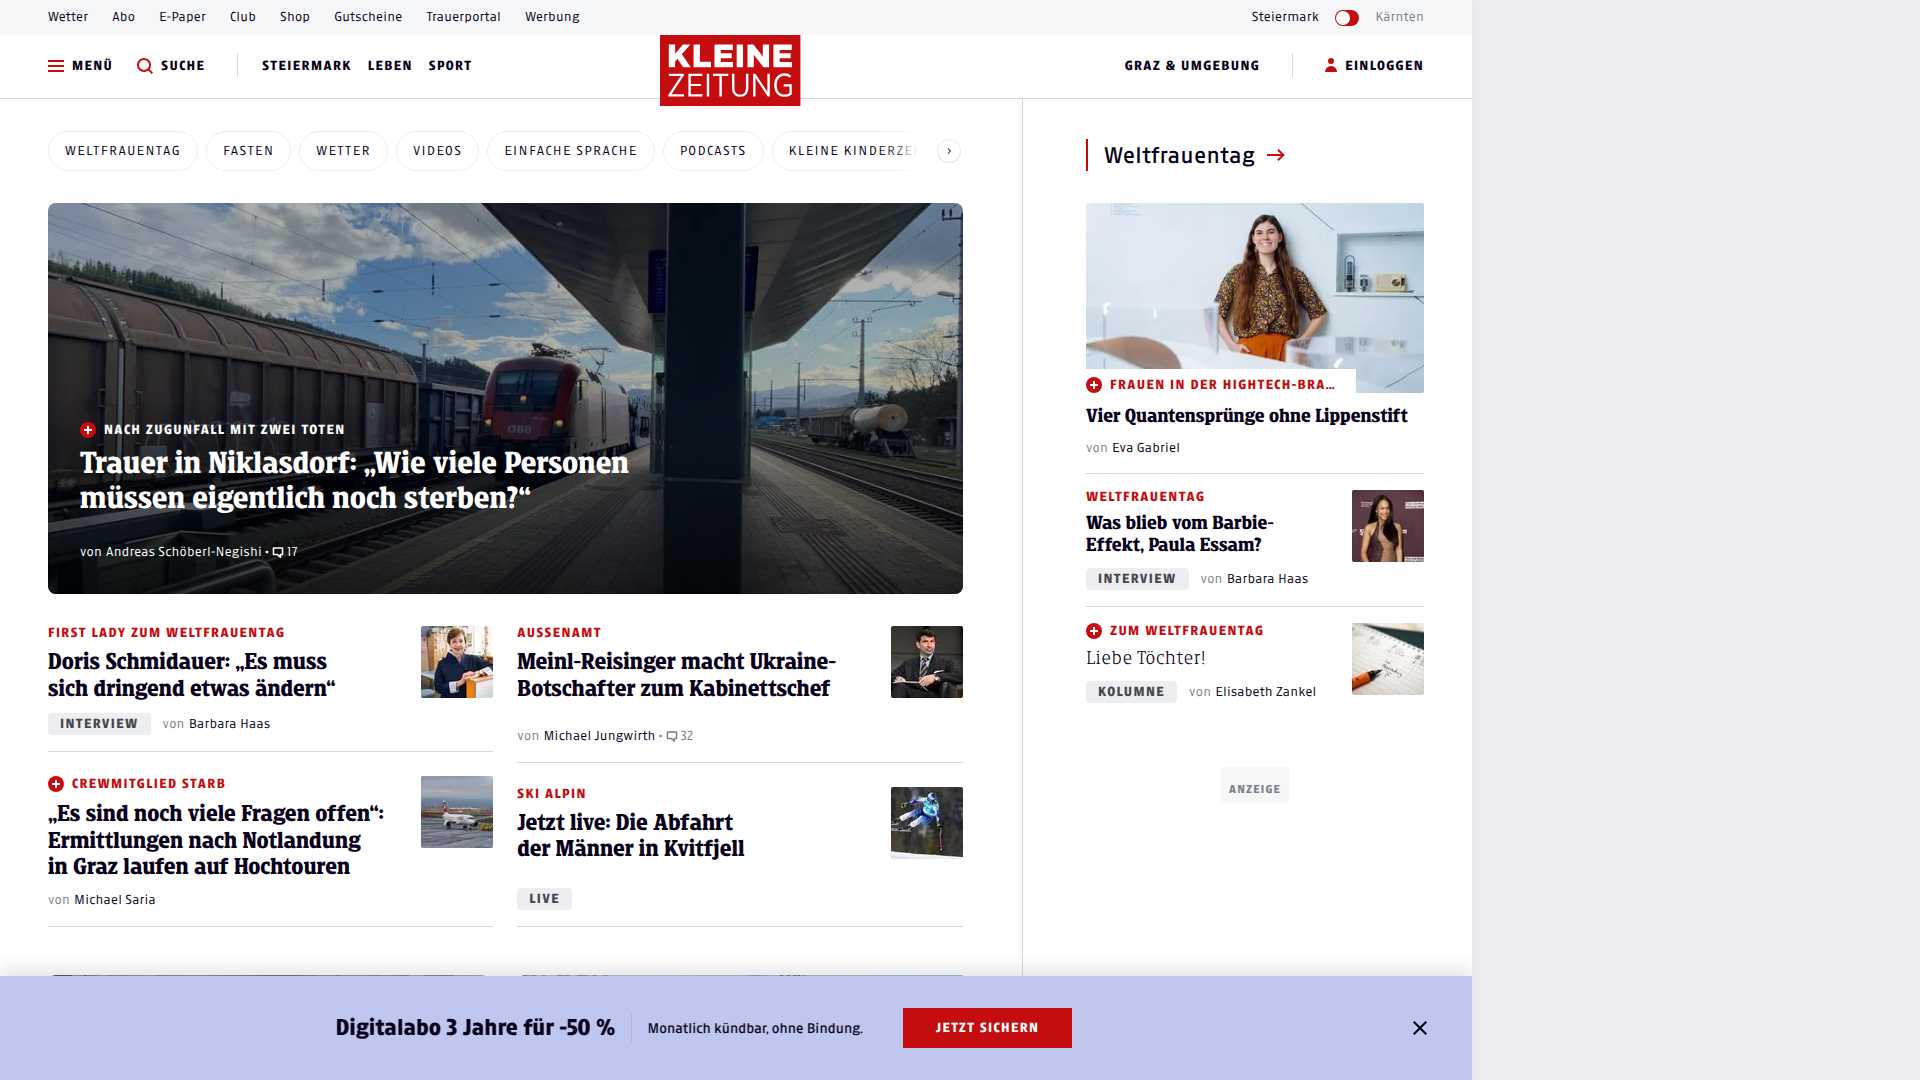 Wetter Abo E-Paper Club Shop Gutscheine Trauerportal Werbung Steiermark Kärnten
MENÜ SUCHE STEIERMARK LEBEN SPORT KLEINE ZEITUNG GRAZ & UMGEBUNG EINLOGGEN
WELTFRAUENTAG FASTEN WETTER VIDEOS EINFACHE SPRACHE PODCASTS KLEINE KINDERZE
NACH ZUGUNFALL MIT ZWEI TOTEN
Trauer in Niklasdorf: „Wie viele Personen
müssen eigentlich noch sterben?“
von Andreas Schöberl-Negishi • 17
FIRST LADY ZUM WELTFRAUENTAG
Doris Schmidauer: „Es muss
sich dringend etwas ändern“
INTERVIEW von Barbara Haas
AUSSENAMT
Meinl-Reisinger macht Ukraine-
Botschafter zum Kabinettschef
von Michael Jungwirth • 32
CREWMITGLIED STARB
„Es sind noch viele Fragen offen“:
Ermittlungen nach Notlandung
in Graz laufen auf Hochtouren
von Michael Saria
SKI ALPIN
Jetzt live: Die Abfahrt
der Männer in Kvitfjell
LIVE
Weltfrauentag
FRAUEN IN DER HIGHTECH-BRA…
Vier Quantensprünge ohne Lippenstift
von Eva Gabriel
WELTFRAUENTAG
Was blieb vom Barbie-
Effekt, Paula Essam?
INTERVIEW von Barbara Haas
ZUM WELTFRAUENTAG
Liebe Töchter!
KOLUMNE von Elisabeth Zankel
ANZEIGE
Digitalabo 3 Jahre für -50 % Monatlich kündbar, ohne Bindung. JETZT SICHERN